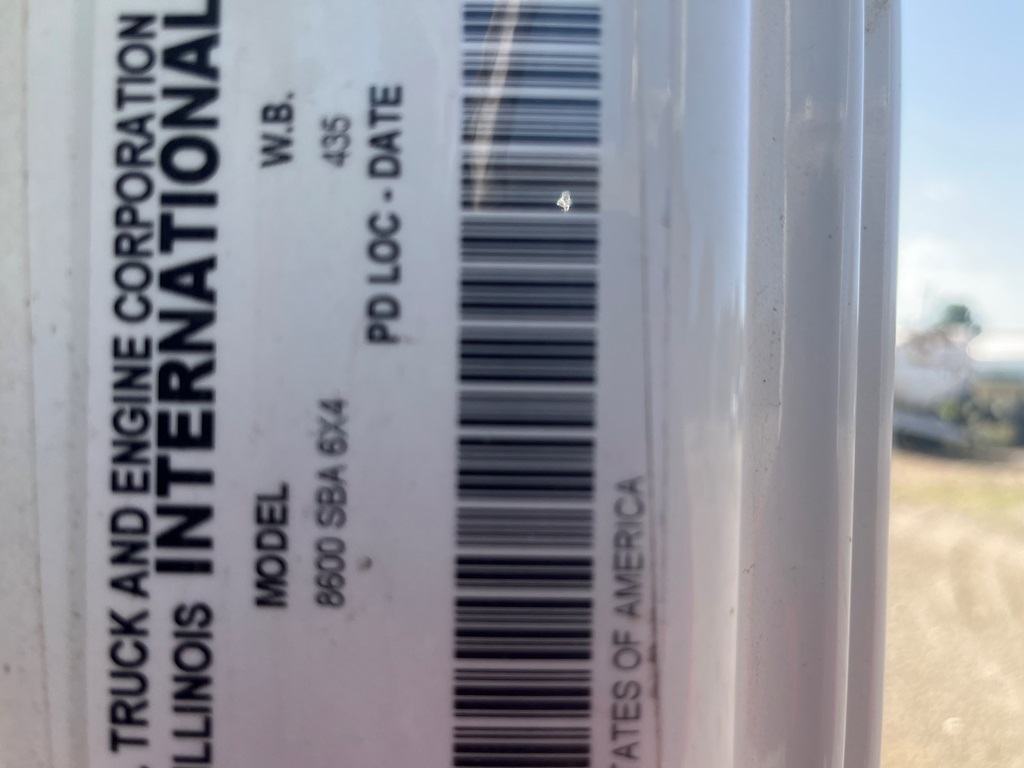 TRUCK AND ENGINE CORPORATION
ILLINOIS INTERNATIONAL
MODEL W.B.
8600 SBA 6X4 435
PD LOC - DATE
TATES OF AMERICA